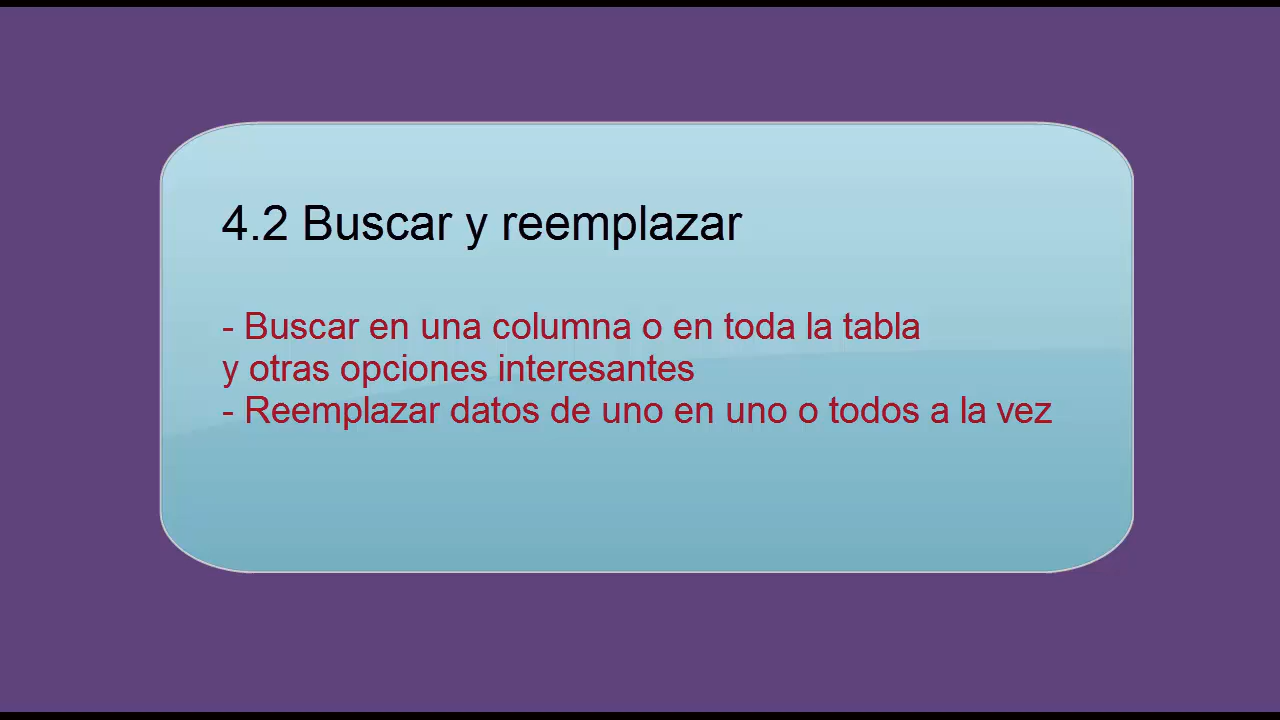 4.2 Buscar y reemplazar
- Buscar en una columna o en toda la tabla
y otras opciones interesantes
- Reemplazar datos de uno en uno o todos a la vez